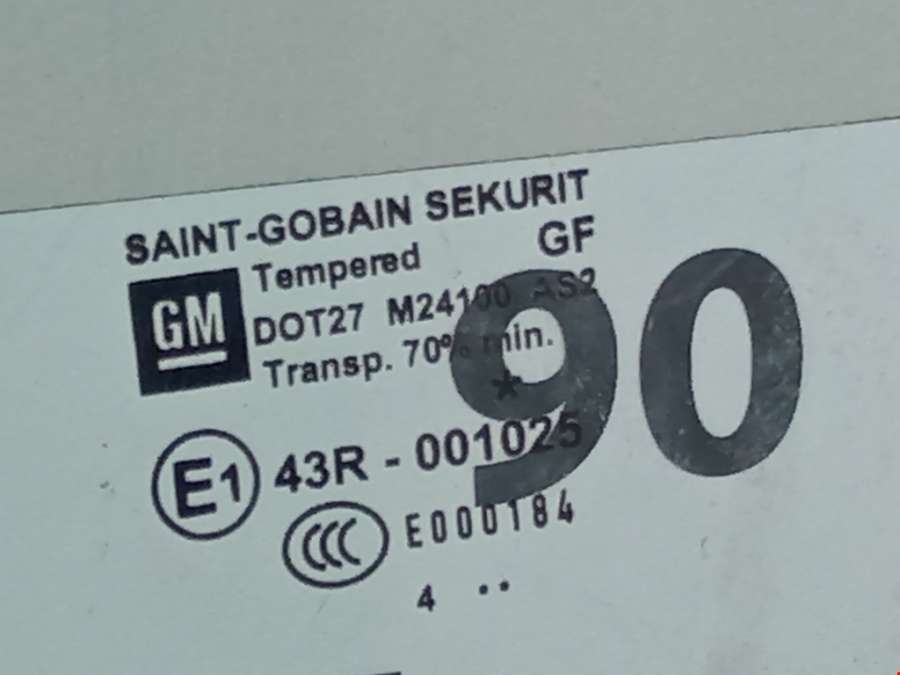 SAINT-GOBAIN SEKURIT
GM
Tempered GF
DOT27 M24100 AS2
Transp. 70% min.
90
E1 43R - 001025
CCC E000184
4 ..